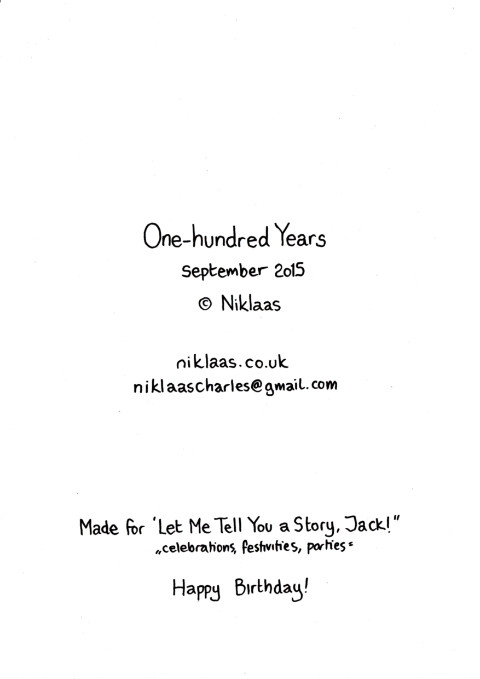 One-hundred Years
September 2015
© Niklaas
niklaas.co.uk
niklaascharles@gmail.com
Made for 'Let Me Tell You a Story, Jack!"
„celebrations, festivities, parties"
Happy Birthday!